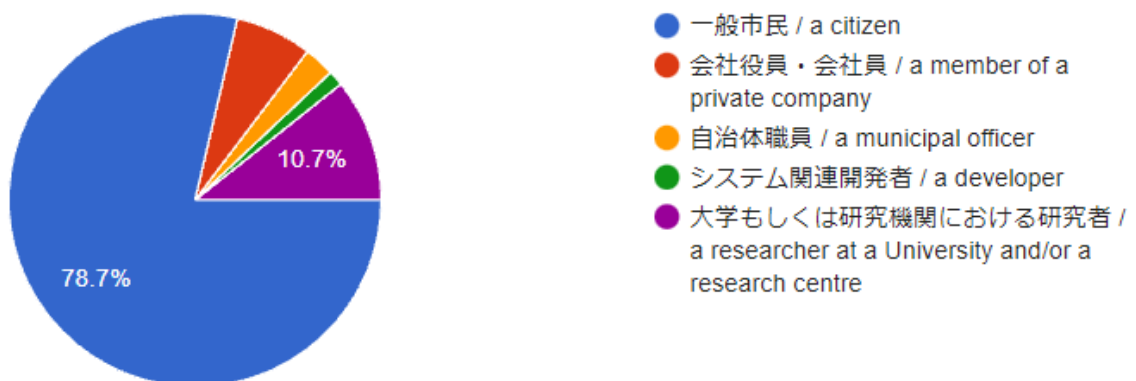 一般市民 / a citizen
会社役員・会社員 / a member of a
private company
自治体職員 / a municipal officer
システム関連開発者 / a developer
大学もしくは研究機関における研究者 /
a researcher at a University and/or a
research centre
10.7%
78.7%